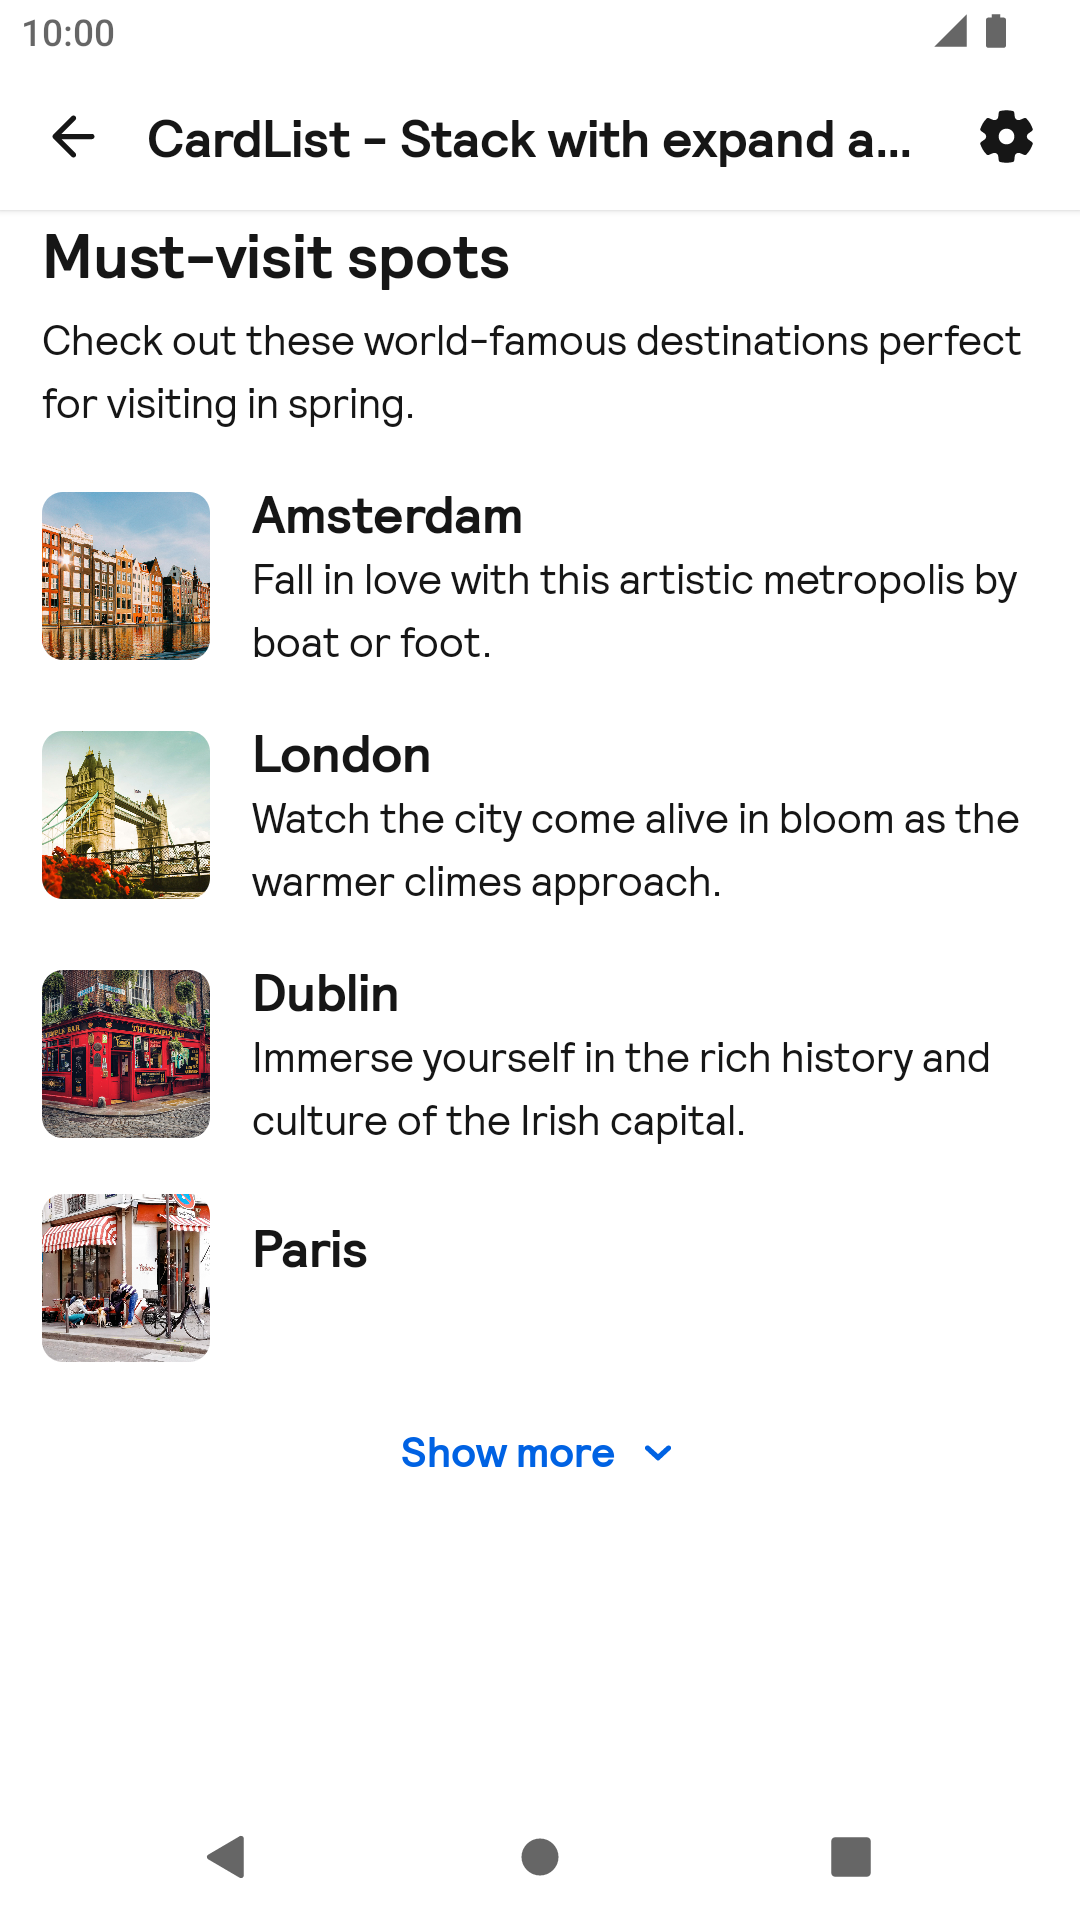 10:00
CardList - Stack with expand a...
Must-visit spots
Check out these world-famous destinations perfect
for visiting in spring.
Amsterdam
Fall in love with this artistic metropolis by
boat or foot.
London
Watch the city come alive in bloom as the
warmer climes approach.
Dublin
Immerse yourself in the rich history and
culture of the Irish capital.
THE TEMPLE BAR
Paris
Show more